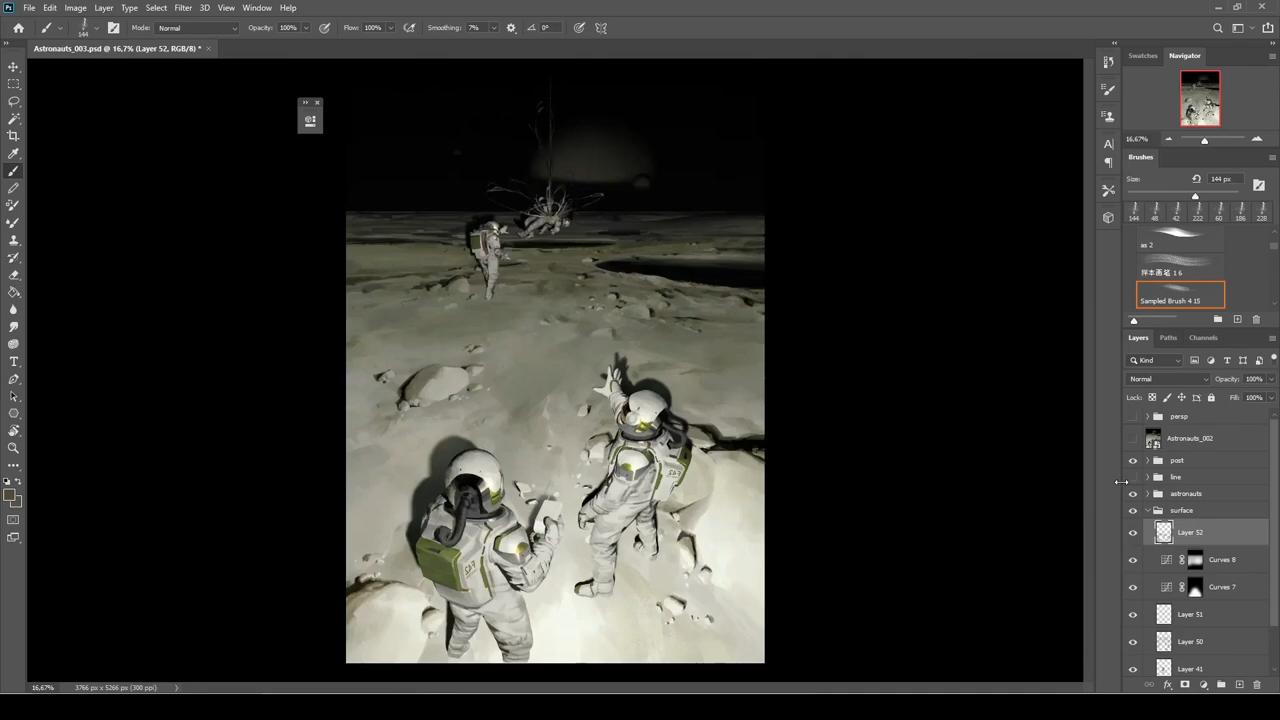 Ps File Edit Image Layer Type Select Filter 3D View Window Help
144 Mode: Normal Opacity: 100% Flow: 100% Smoothing: 7% 0°
Astronauts_003.psd @ 16,7% (Layer 52, RGB/8) *
Swatches Navigator
16,67%
Brushes
Size: 144 px
144 48 42 222 60 186 228
as 2
样本画笔 1 6
Sampled Brush 4 15
Layers Paths Channels
Kind
Normal Opacity: 100%
Lock: Fill: 100%
persp
Astronauts_002
post
line
astronauts
surface
Layer 52
Curves 8
Curves 7
Layer 51
Layer 50
Layer 41
16,67% 3766 px x 5266 px (300 ppi)